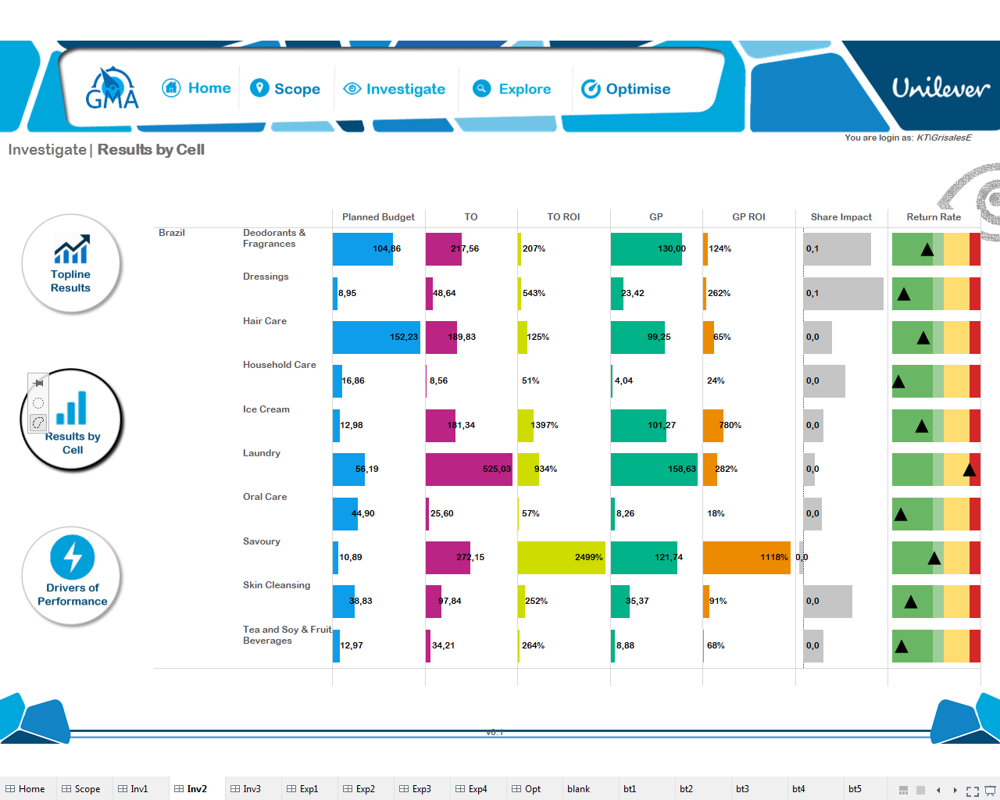 GMA
Home
Scope
Investigate
Explore
Optimise
Unilever
You are login as: KT\GrisalesE
Investigate| Results by Cell
Planned Budget TO TO ROI GP GP ROI Share Impact Return Rate
Brazil
Deodorants &
Fragrances
104,86 217,56 207% 130,00 124% 0,1
Dressings
8,95 48,64 543% 23,42 262% 0,1
Hair Care
152,23 189,83 125% 99,25 65% 0,0
Household Care
16,86 8,56 51% 4,04 24% 0,0
Ice Cream
12,98 181,34 1397% 101,27 780% 0,0
Laundry
56,19 525,03 934% 158,63 282% 0,0
Oral Care
44,90 25,60 57% 8,26 18% 0,0
Savoury
10,89 272,15 2499% 121,74 1118% 0,0
Skin Cleansing
38,83 97,84 252% 35,37 91% 0,0
Tea and Soy & Fruit
Beverages
12,97 34,21 264% 8,88 68% 0,0
Topline
Results
Results by
Cell
Drivers of
Performance
v6.1
Home Scope Inv1 Inv2 Inv3 Exp1 Exp2 Exp3 Exp4 Opt blank bt1 bt2 bt3 bt4 bt5